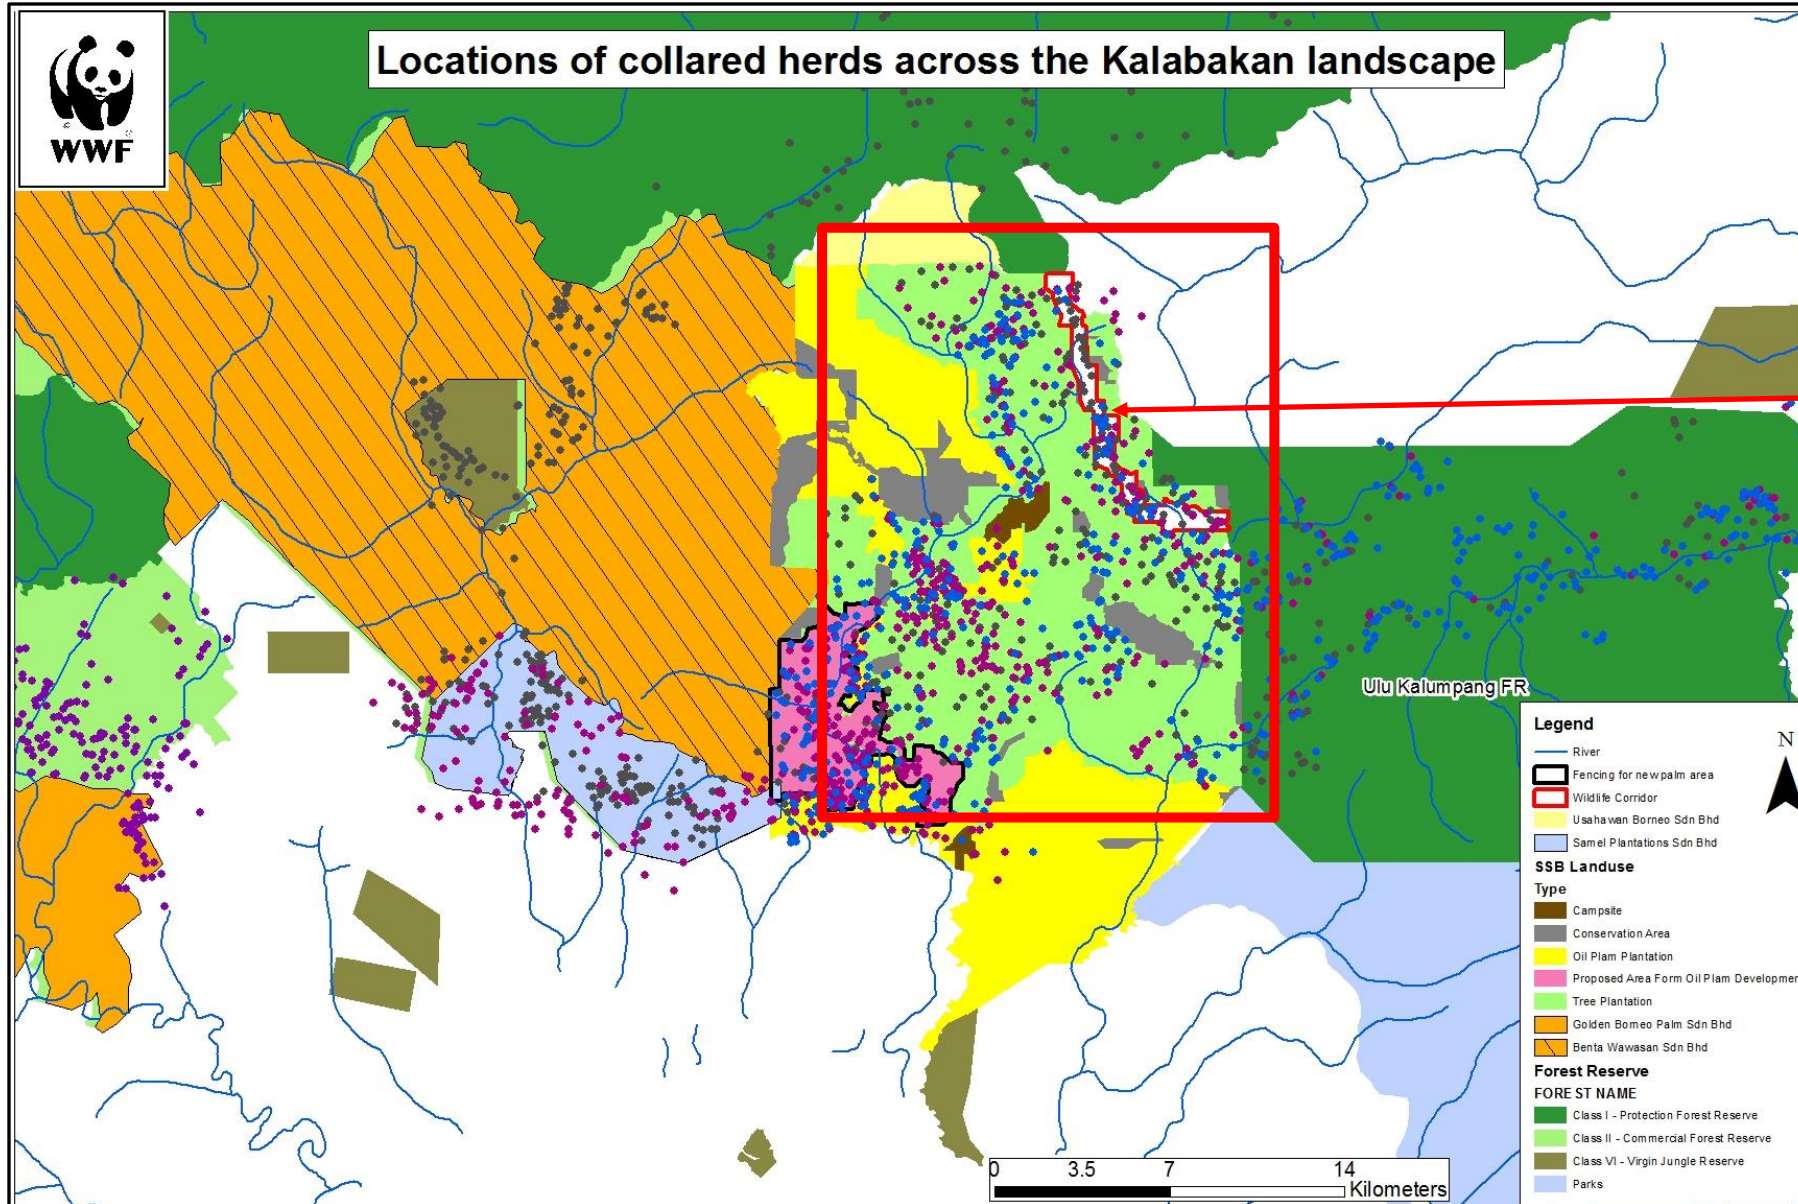 Locations of collared herds across the Kalabakan landscape
WWF
Ulu Kalumpang FR
Legend
N
River
Fencing for new palm area
Wildlife Corridor
Usahawan Borneo Sdn Bhd
Samel Plantations Sdn Bhd
SSB Landuse
Type
Campsite
Conservation Area
Oil Plam Plantation
Proposed Area Form Oil Plam Developmen
Tree Plantation
Golden Borneo Palm Sdn Bhd
Benta Wawasan Sdn Bhd
Forest Reserve
FOREST NAME
Class I - Protection Forest Reserve
Class II - Commercial Forest Reserve
Class VI - Virgin Jungle Reserve
Parks
0 3.5 7 14
Kilometers